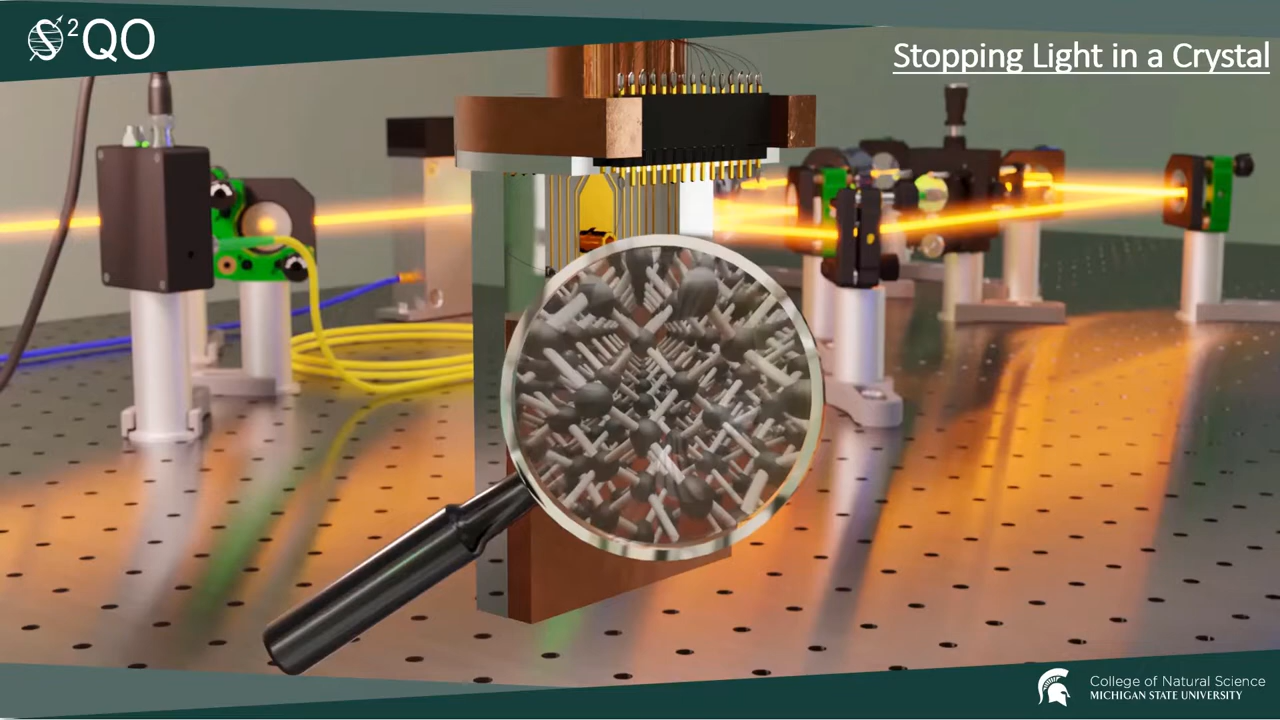 S²QO
Stopping Light in a Crystal
College of Natural Science
MICHIGAN STATE UNIVERSITY